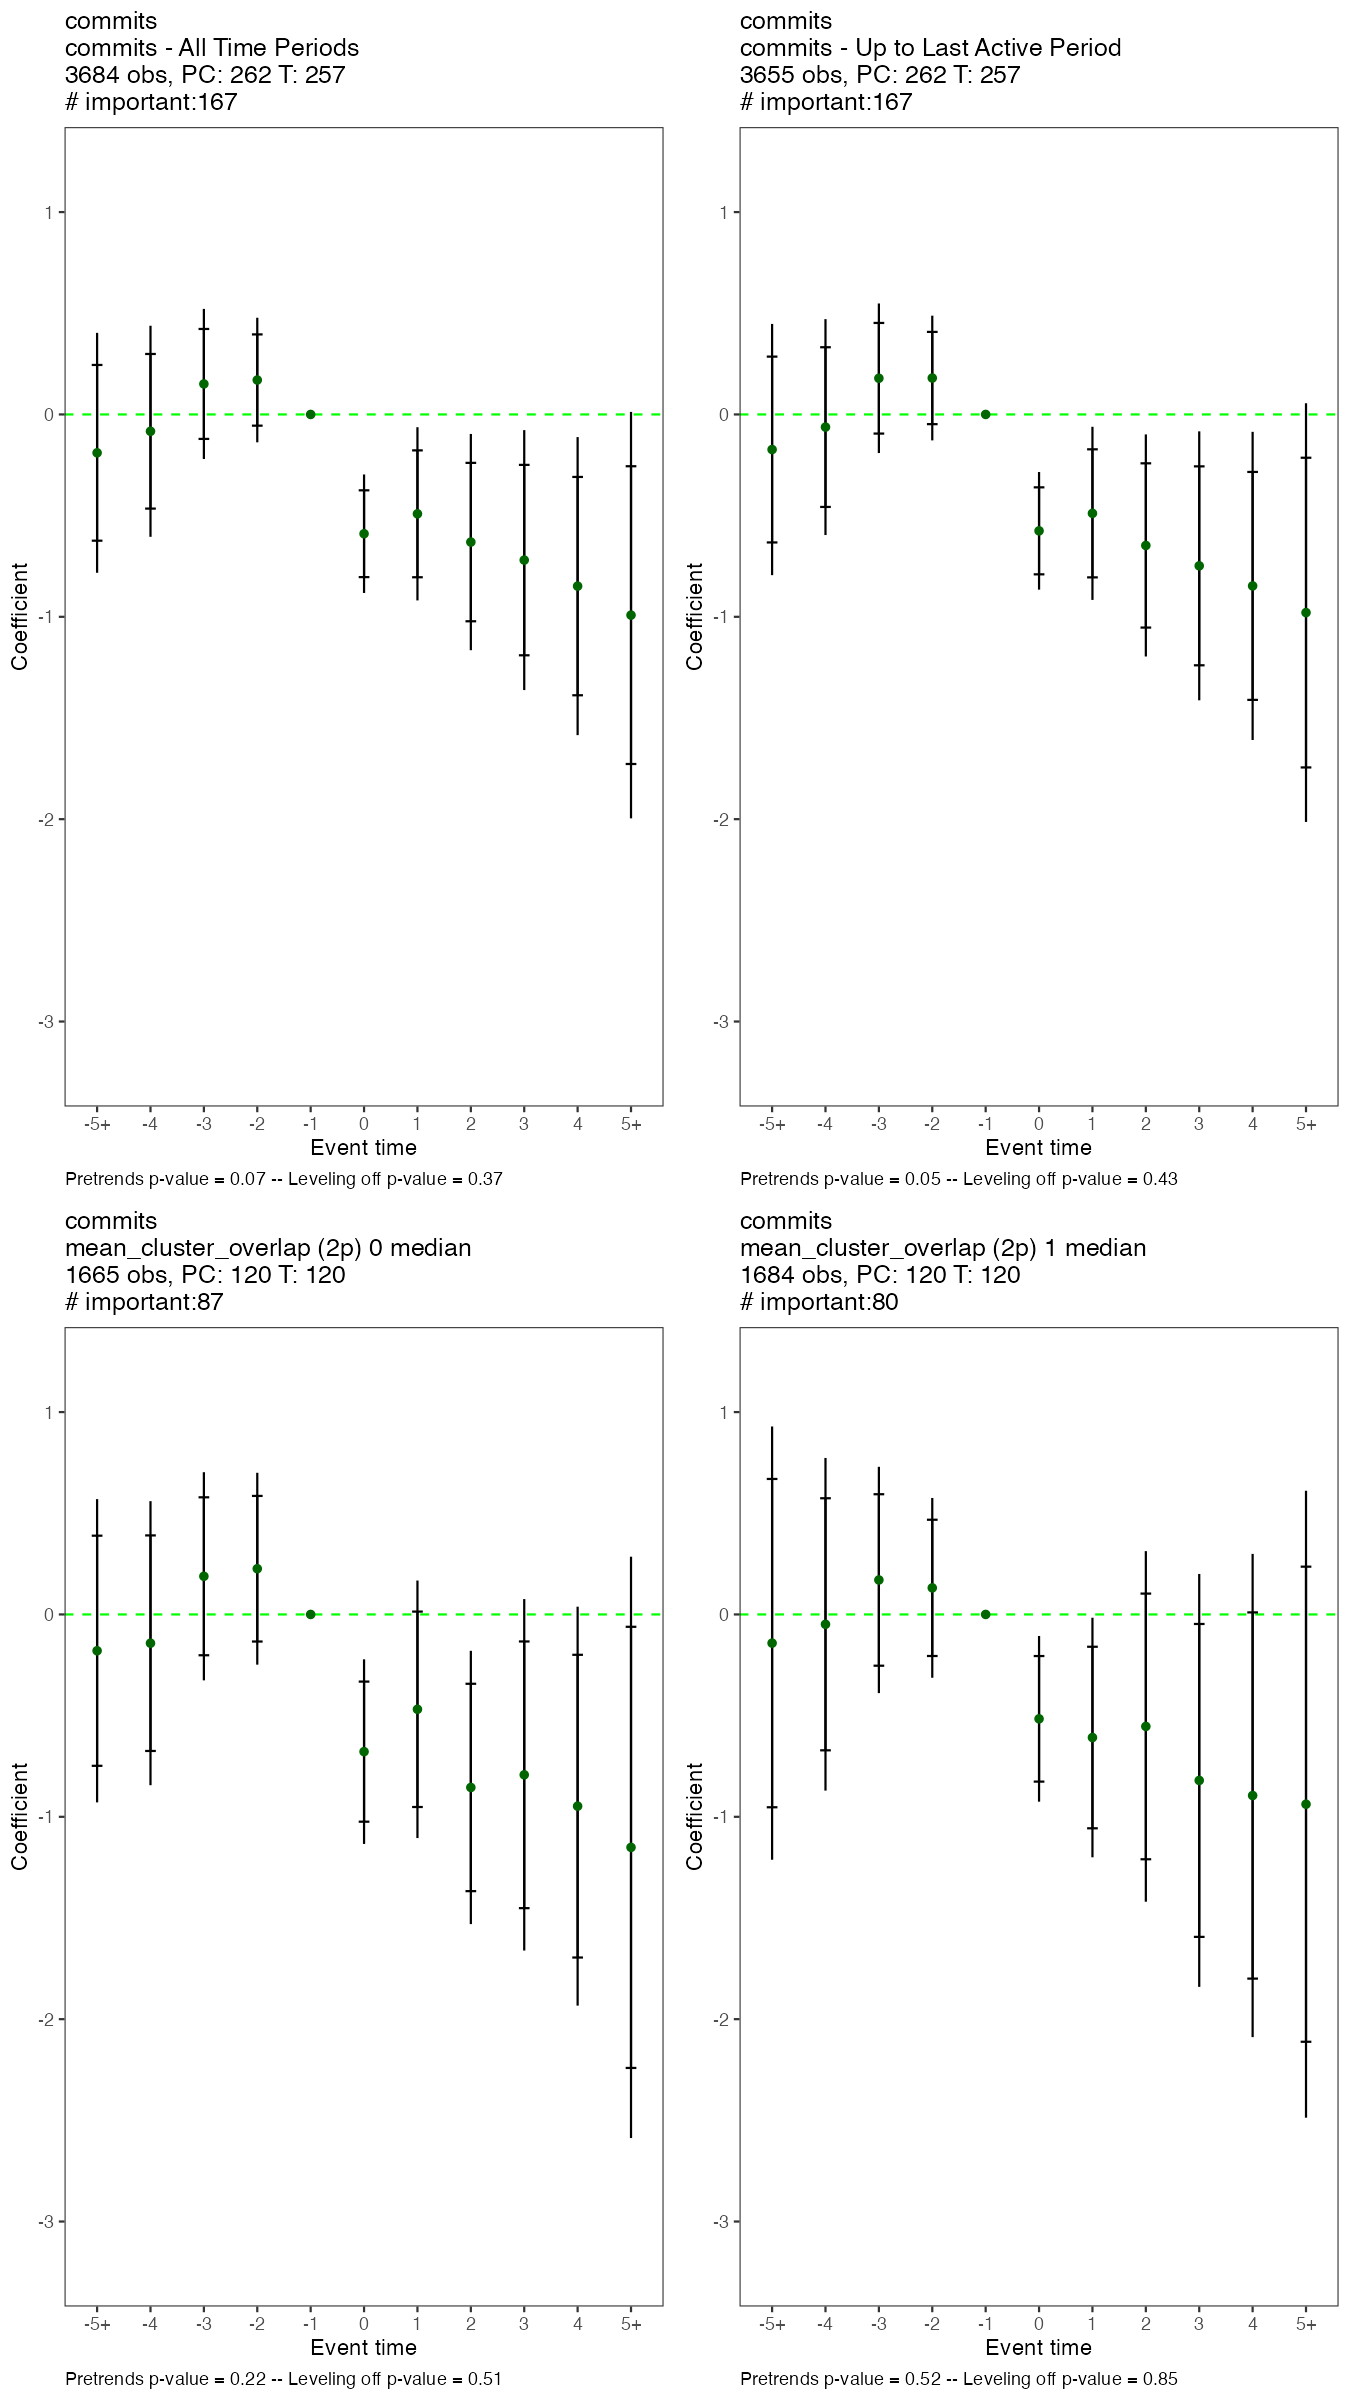 commits
commits - All Time Periods
3684 obs, PC: 262 T: 257
# important:167
1
0
-1
-2
-3
Coefficient
-5+ -4 -3 -2 -1 0 1 2 3 4 5+
Event time
Pretrends p-value = 0.07 -- Leveling off p-value = 0.37
commits
commits - Up to Last Active Period
3655 obs, PC: 262 T: 257
# important:167
1
0
-1
-2
-3
Coefficient
-5+ -4 -3 -2 -1 0 1 2 3 4 5+
Event time
Pretrends p-value = 0.05 -- Leveling off p-value = 0.43
commits
mean_cluster_overlap (2p) 0 median
1665 obs, PC: 120 T: 120
# important:87
1
0
-1
-2
-3
Coefficient
-5+ -4 -3 -2 -1 0 1 2 3 4 5+
Event time
Pretrends p-value = 0.22 -- Leveling off p-value = 0.51
commits
mean_cluster_overlap (2p) 1 median
1684 obs, PC: 120 T: 120
# important:80
1
0
-1
-2
-3
Coefficient
-5+ -4 -3 -2 -1 0 1 2 3 4 5+
Event time
Pretrends p-value = 0.52 -- Leveling off p-value = 0.85